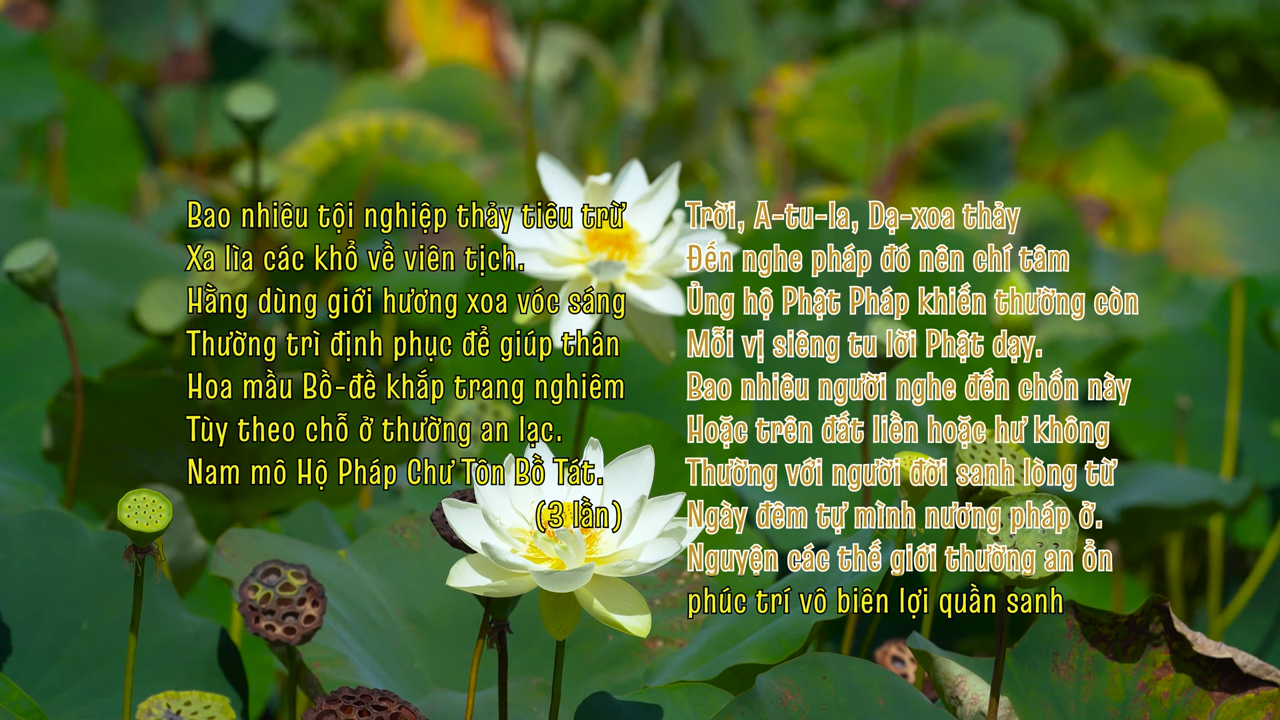 Bao nhiêu tội nghiệp thảy tiêu trừ
Xa lìa các khổ về viên tịch.
Hằng dùng giới hương xoa vóc sáng
Thường trì định phục để giúp thân
Hoa mầu Bồ-đề khắp trang nghiêm
Tùy theo chỗ ở thường an lạc.
Nam mô Hộ Pháp Chư Tôn Bồ Tát.
(3 lần)
Trời, A-tu-la, Dạ-xoa thảy
Đến nghe pháp đó nên chí tâm
Ủng hộ Phật Pháp khiến thường còn
Mỗi vị siêng tu lời Phật dạy.
Bao nhiêu người nghe đến chốn này
Hoặc trên đất liền hoặc hư không
Thường với người đời sanh lòng từ
Ngày đêm tự mình nương pháp ở.
Nguyện các thế giới thường an ổn
phúc trí vô biên lợi quần sanh